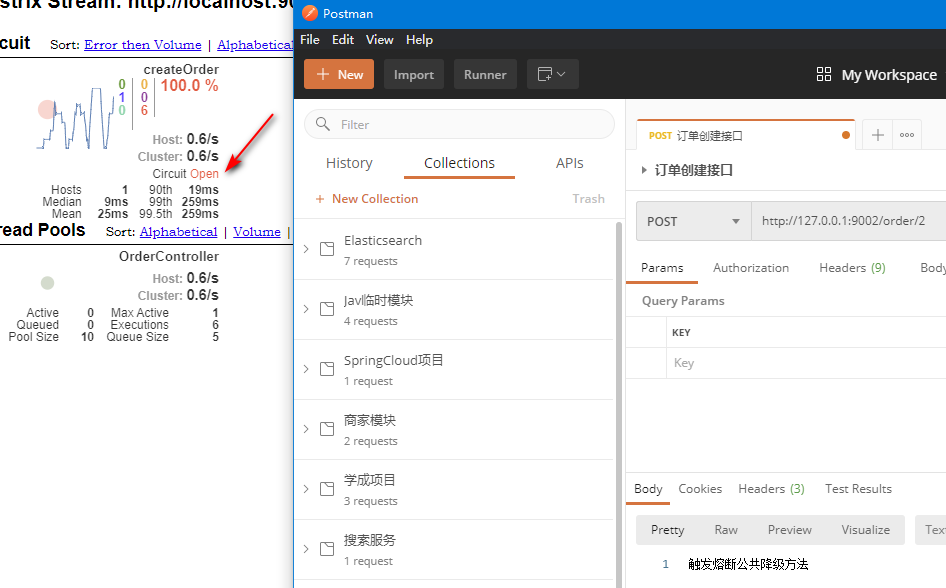 strix Stream: http://localhost:90
cuit Sort: Error then Volume | Alphabetical
createOrder
0 0 100.0 %
1 0
0 6
Host: 0.6/s
Cluster: 0.6/s
Circuit Open
Hosts 1 90th 19ms
Median 9ms 99th 259ms
Mean 25ms 99.5th 259ms
read Pools Sort: Alphabetical | Volume |
OrderController
Host: 0.6/s
Cluster: 0.6/s
Active 0 Max Active 1
Queued 0 Executions 6
Pool Size 10 Queue Size 5
Postman
File Edit View Help
+ New Import Runner
My Workspace
Filter
History Collections APIs
+ New Collection Trash
Elasticsearch
7 requests
Javl临时模块
4 requests
SpringCloud项目
1 request
商家模块
2 requests
学成项目
3 requests
搜索服务
1 request
POST 订单创建接口
订单创建接口
POST http://127.0.0.1:9002/order/2
Params Authorization Headers (9) Body
Query Params
KEY
Key
Body Cookies Headers (3) Test Results
Pretty Raw Preview Visualize Text
1 触发熔断公共降级方法